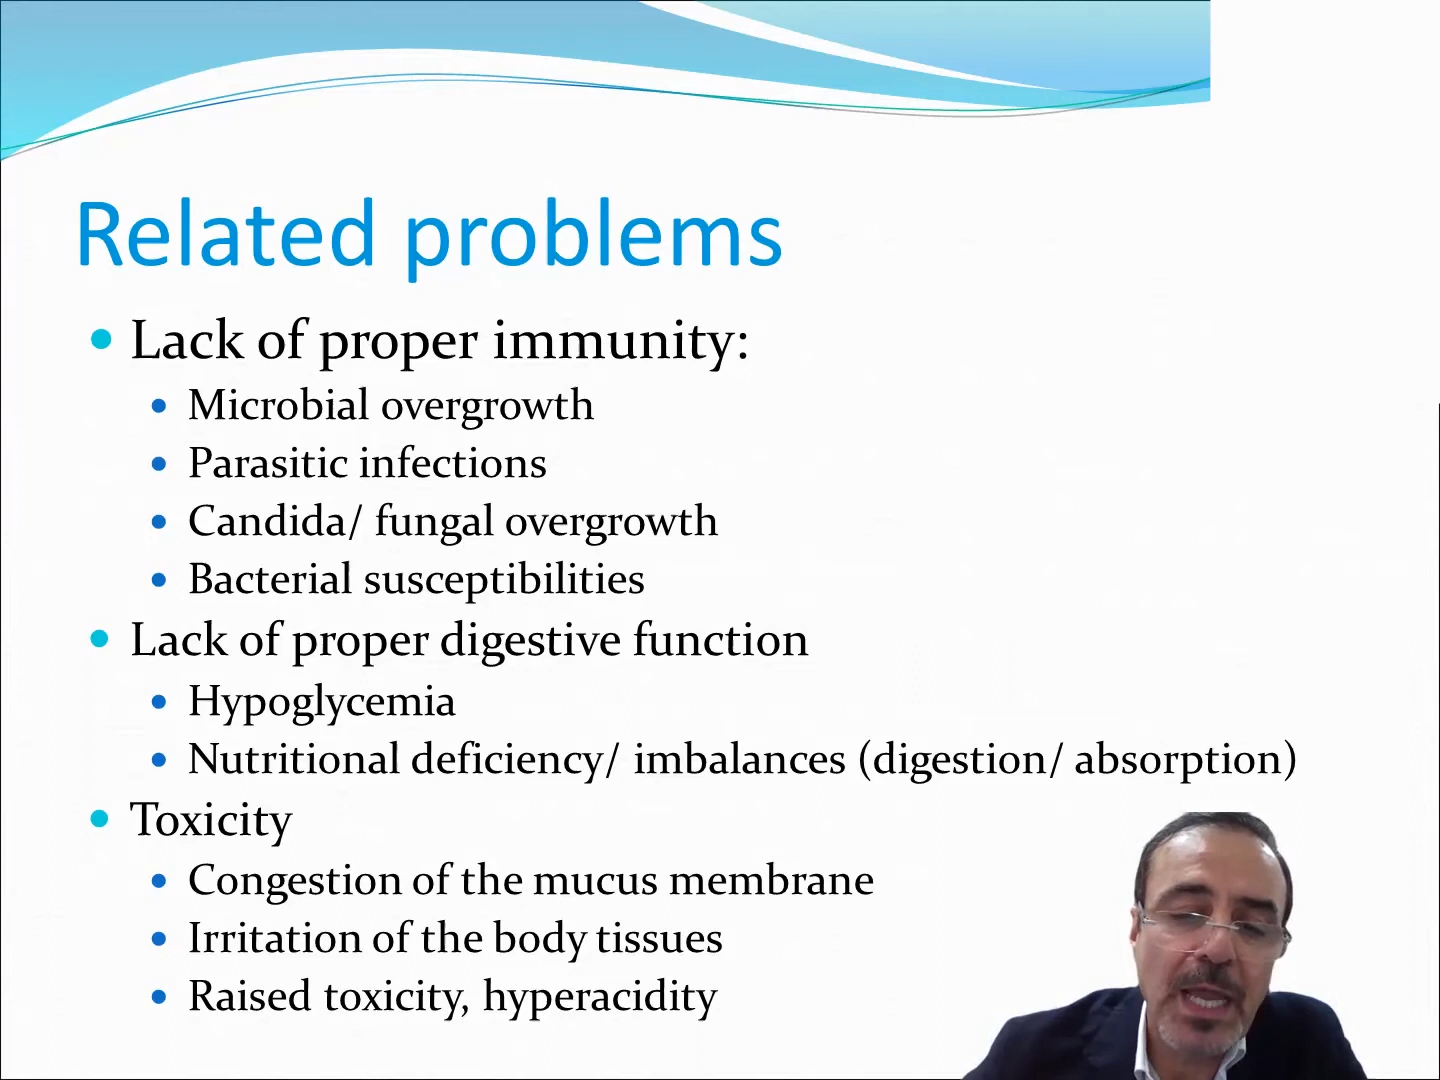 Related problems
Lack of proper immunity:
Microbial overgrowth
Parasitic infections
Candida/ fungal overgrowth
Bacterial susceptibilities
Lack of proper digestive function
Hypoglycemia
Nutritional deficiency/ imbalances (digestion/ absorption)
Toxicity
Congestion of the mucus membrane
Irritation of the body tissues
Raised toxicity, hyperacidity